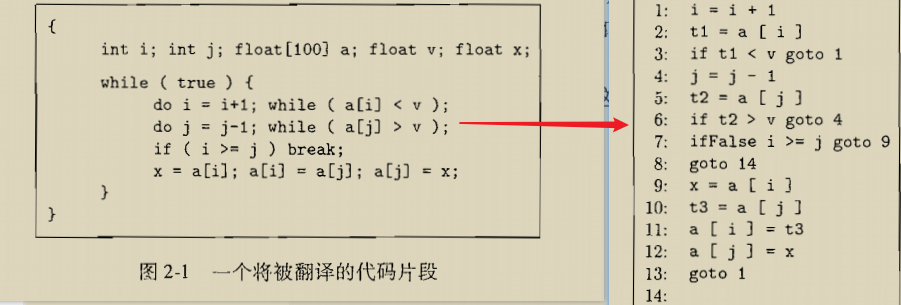 {
int i; int j; float[100] a; float v; float x;
while ( true ) {
do i = i+1; while ( a[i] < v );
do j = j-1; while ( a[j] > v );
if ( i >= j ) break;
x = a[i]; a[i] = a[j]; a[j] = x;
}
}
图 2-1 一个将被翻译的代码片段
1: i = i + 1
2: t1 = a [ i ]
3: if t1 < v goto 1
4: j = j - 1
5: t2 = a [ j ]
6: if t2 > v goto 4
7: ifFalse i >= j goto 9
8: goto 14
9: x = a [ i ]
10: t3 = a [ j ]
11: a [ i ] = t3
12: a [ j ] = x
13: goto 1
14: